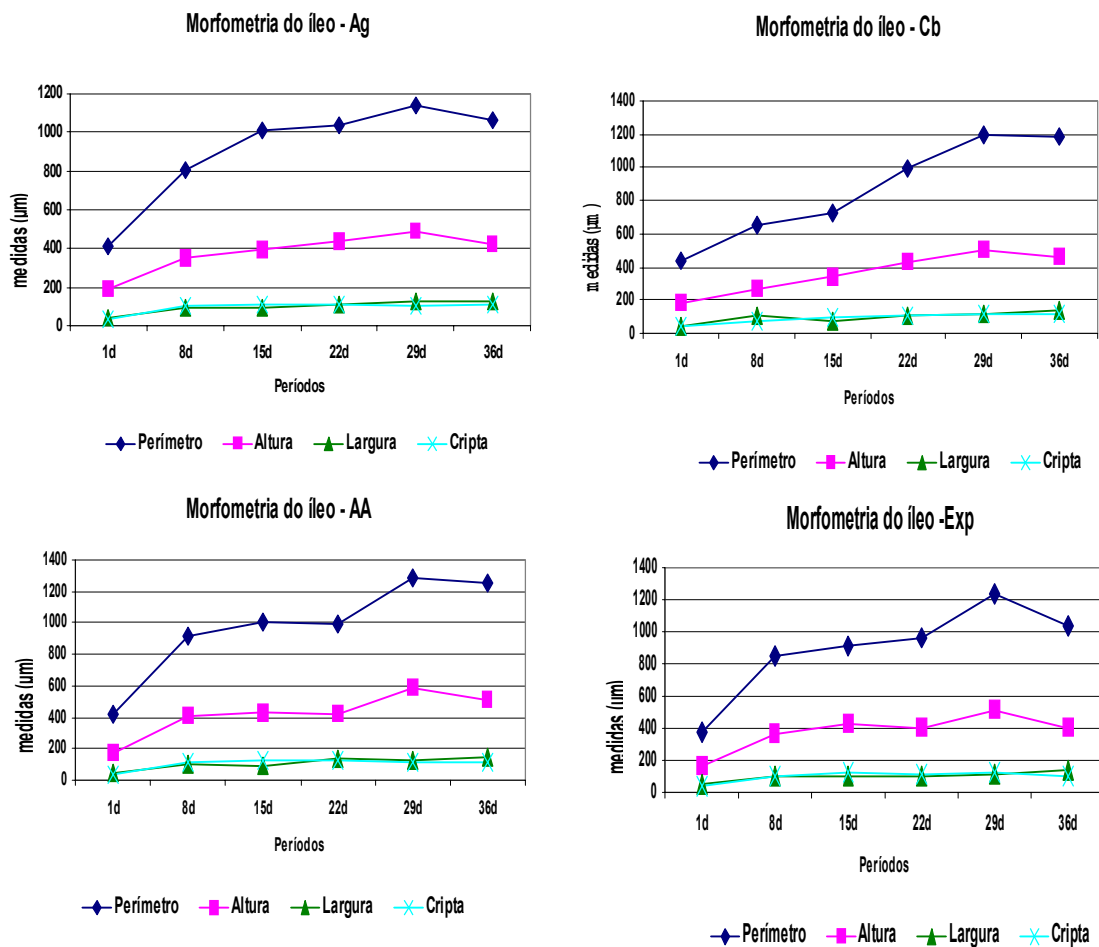 Morfometria do íleo - Ag
1200
1000
800
600
400
200
0
medidas (µm)
1d 8d 15d 22d 29d 36d
Períodos
Perímetro Altura Largura Cripta
Morfometria do íleo - Cb
1400
1200
1000
800
600
400
200
0
medidas (µm)
1d 8d 15d 22d 29d 36d
Períodos
Perímetro Altura Largura Cripta
Morfometria do íleo - AA
1400
1200
1000
800
600
400
200
0
medidas (um)
1d 8d 15d 22d 29d 36d
Períodos
Perímetro Altura Largura Cripta
Morfometria do íleo -Exp
1400
1200
1000
800
600
400
200
0
medidas (µm)
1d 8d 15d 22d 29d 36d
Períodos
Perímetro Altura Largura Cripta